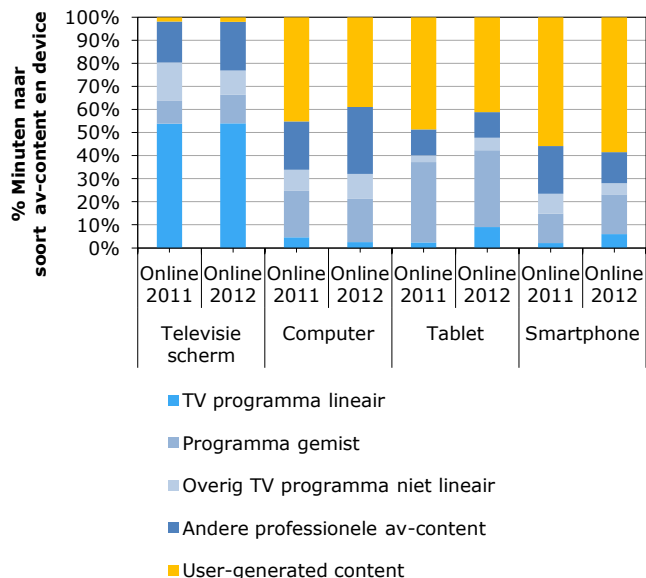 % Minuten naar
soort av-content en device
100%
90%
80%
70%
60%
50%
40%
30%
20%
10%
0%
Online Online Online Online Online Online Online Online
2011 2012 2011 2012 2011 2012 2011 2012
Televisie Computer Tablet Smartphone
scherm
TV programma lineair
Programma gemist
Overig TV programma niet lineair
Andere professionele av-content
User-generated content